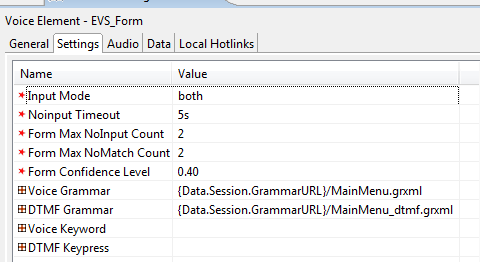 Voice Element - EVS_Form
General Settings Audio Data Local Hotlinks
Name Value
* Input Mode both
* Noinput Timeout 5s
* Form Max NoInput Count 2
* Form Max NoMatch Count 2
* Form Confidence Level 0.40
Voice Grammar {Data.Session.GrammarURL}/MainMenu.grxml
DTMF Grammar {Data.Session.GrammarURL}/MainMenu_dtmf.grxml
Voice Keyword
DTMF Keypress